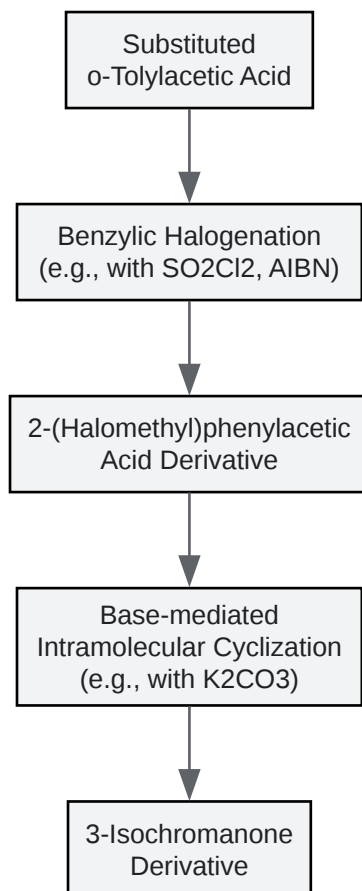 Substituted
o-Tolylacetic Acid
Benzylic Halogenation
(e.g., with SO2Cl2, AIBN)
2-(Halomethyl)phenylacetic
Acid Derivative
Base-mediated
Intramolecular Cyclization
(e.g., with K2CO3)
3-Isochromanone
Derivative